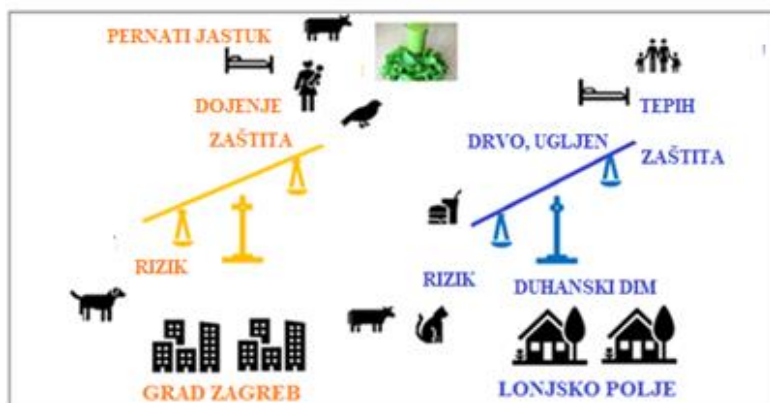 PERNATI JASTUK
DOJENJE
ZAŠTITA
RIZIK
GRAD ZAGREB
TEPIH
DRVO, UGLJEN
ZAŠTITA
RIZIK
DUHANSKI DIM
LONJSKO POLJE